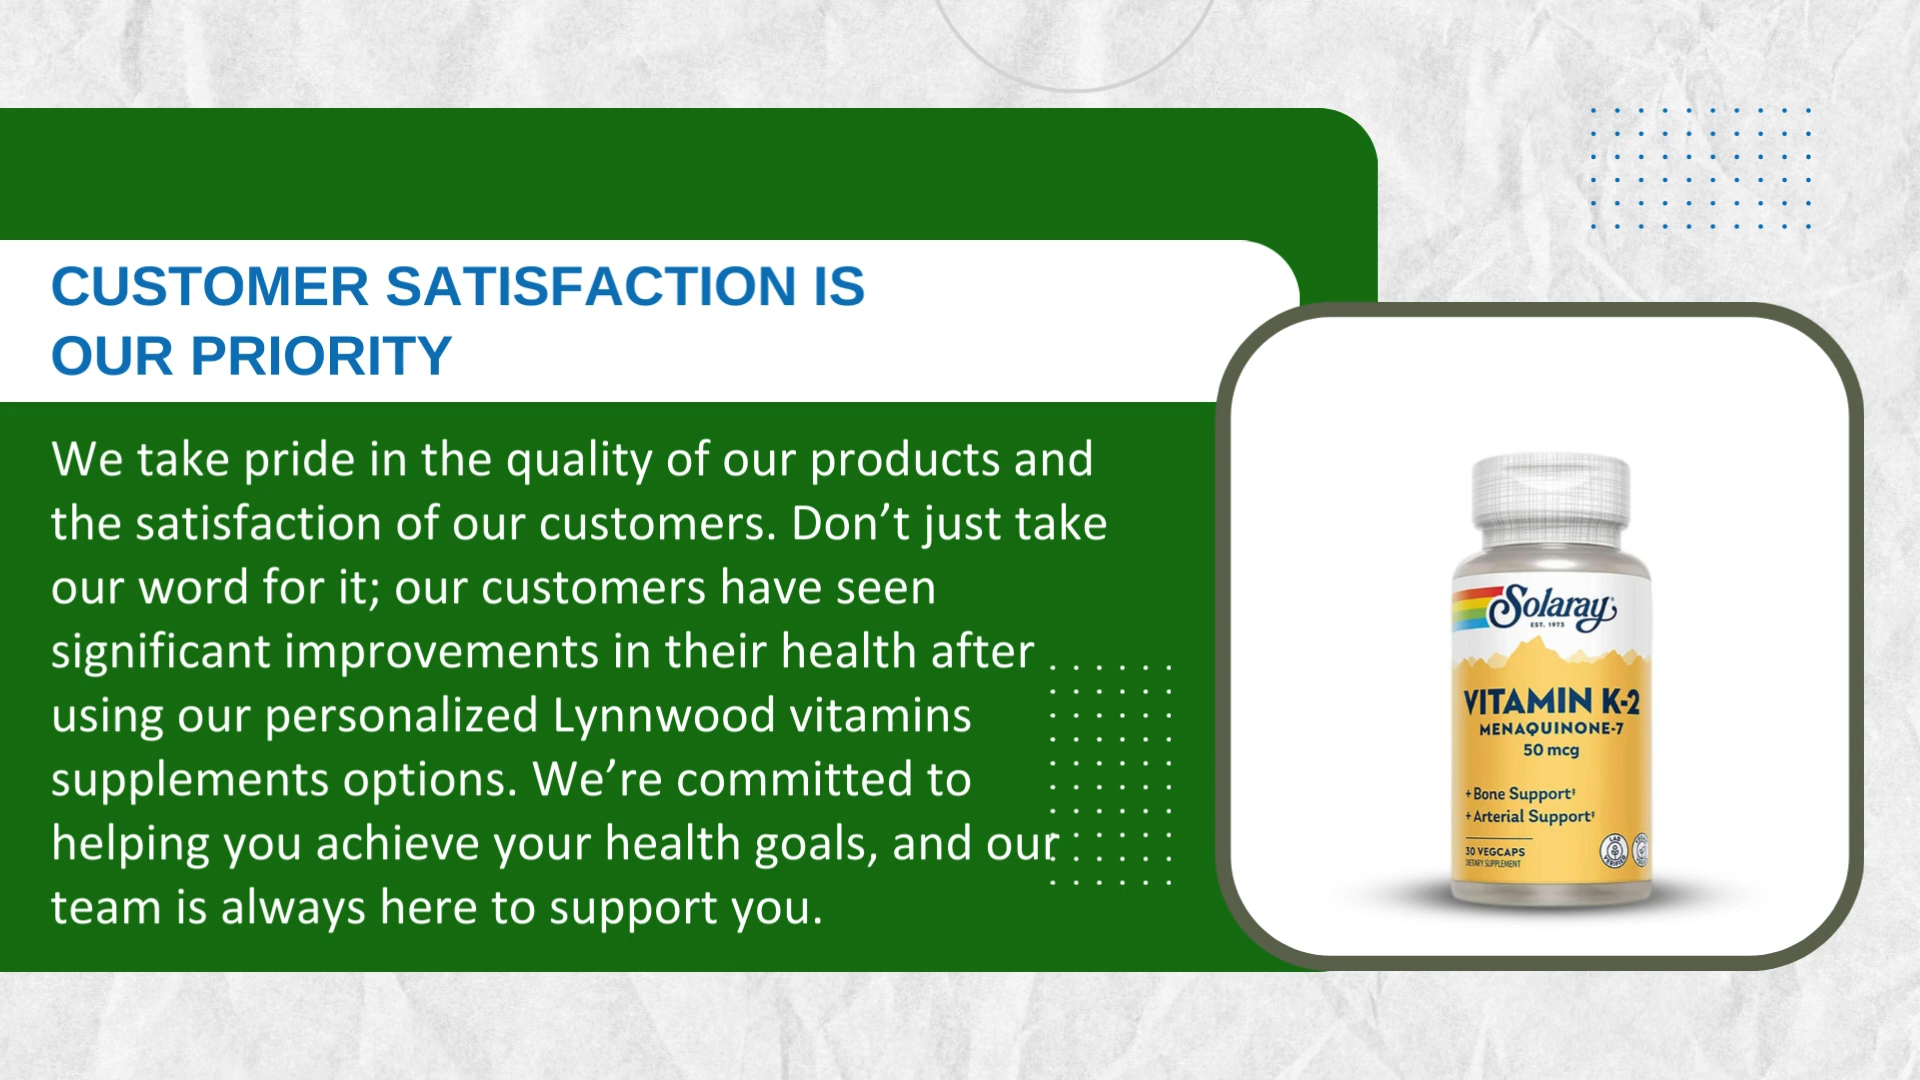 CUSTOMER SATISFACTION IS
OUR PRIORITY
We take pride in the quality of our products and
the satisfaction of our customers. Don’t just take
our word for it; our customers have seen
significant improvements in their health after
using our personalized Lynnwood vitamins
supplements options. We’re committed to
helping you achieve your health goals, and our
team is always here to support you.
Solaray
EST. 1973
VITAMIN K-2
MENAQUINONE-7
50 mcg
+ Bone Support‡
+ Arterial Support‡
30 VEGCAPS
DIETARY SUPPLEMENT
LAB
VERIFIED